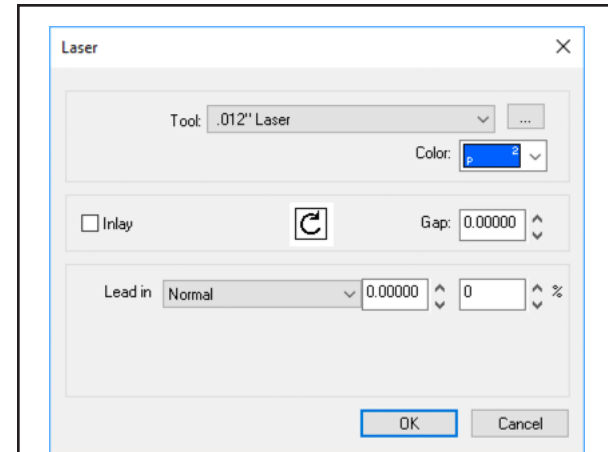 Laser
Tool: .012" Laser ...
Color: P 2
Inlay Gap: 0.00000
Lead in Normal 0.00000 0 %
OK Cancel